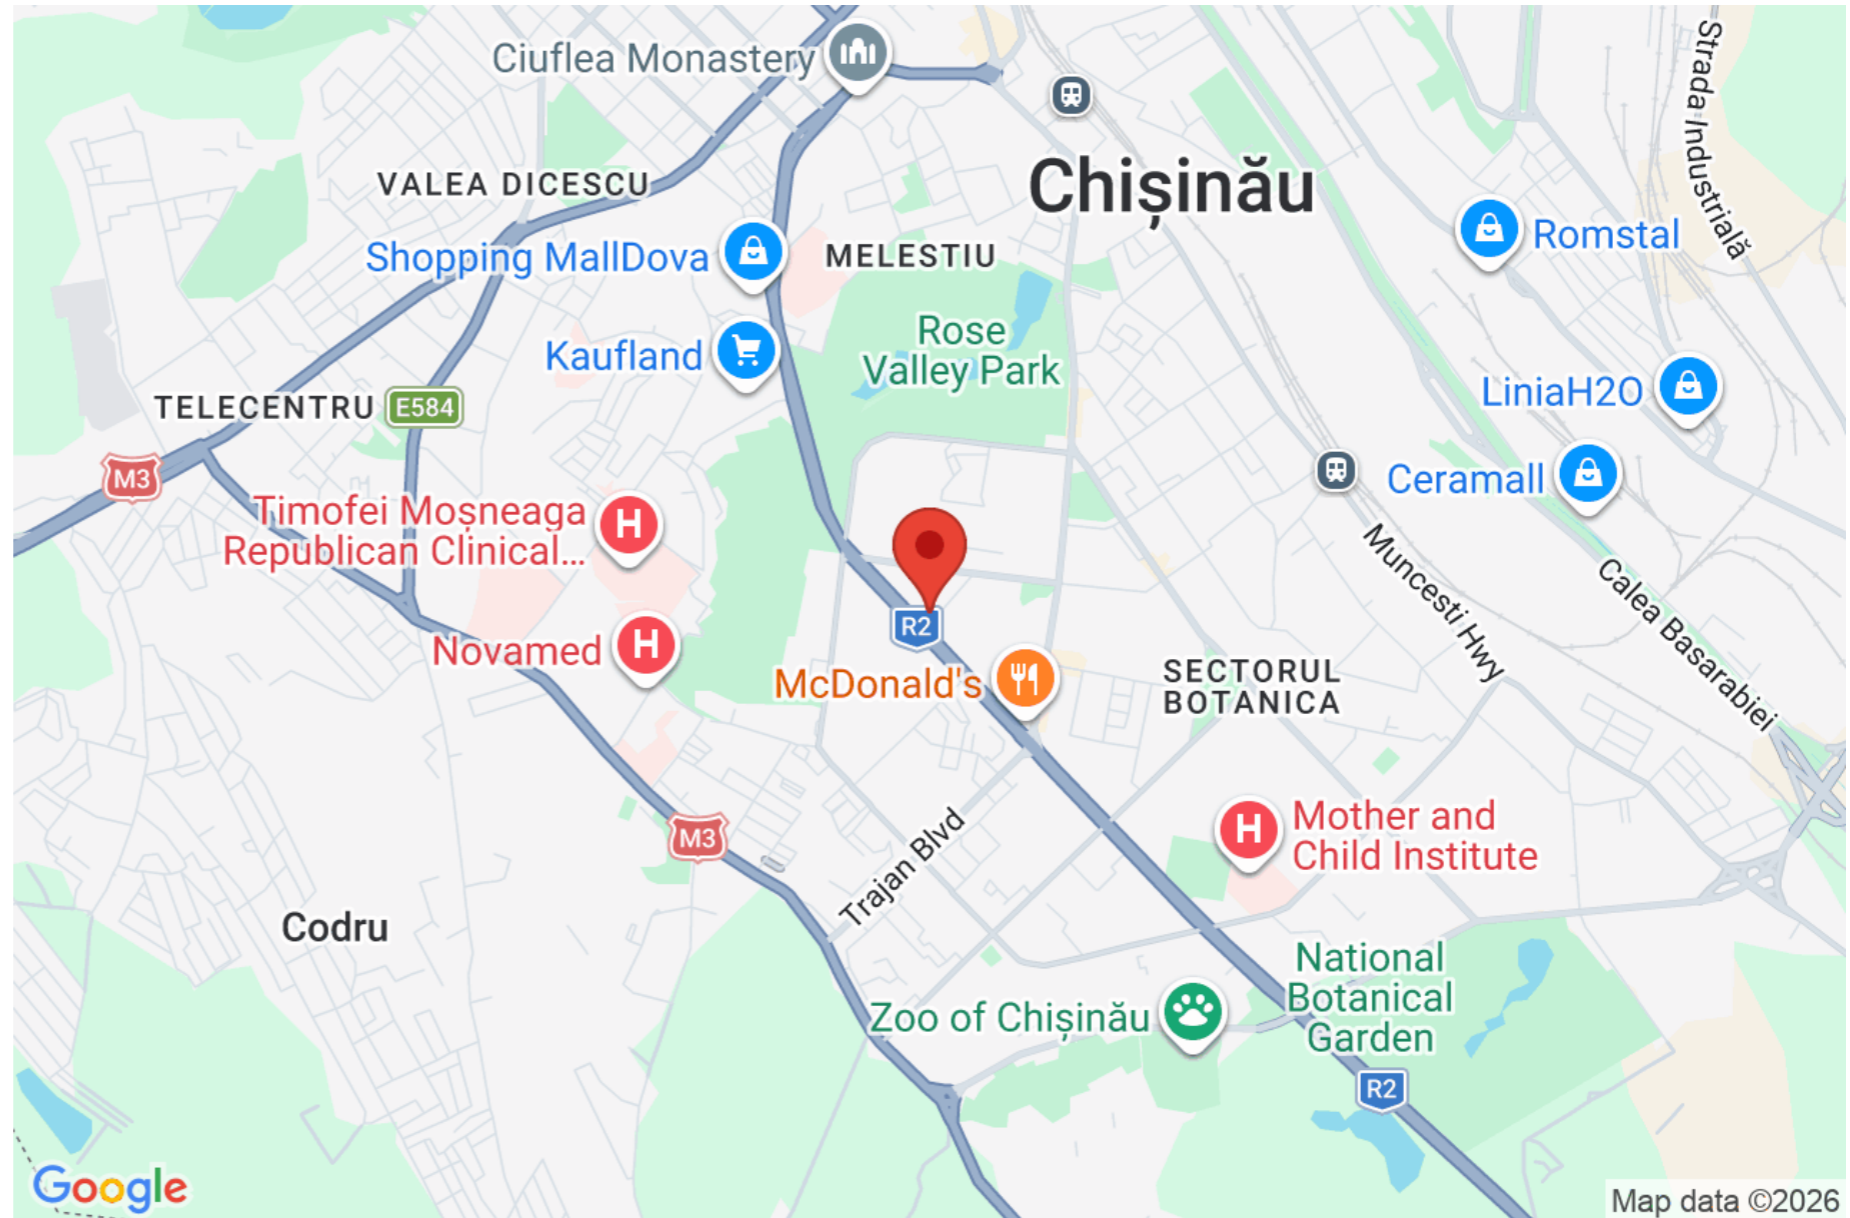 Ciuflea Monastery
Strada Industrială
VALEA DICESCU
Chișinău
Shopping MallDova
MELESTIU
Romstal
Rose
Valley Park
Kaufland
LiniaH2O
TELECENTRU
E584
M3
Ceramall
Timofei Moșneaga
Republican Clinical...
H
Muncesti Hwy
Calea Basarabiei
R2
Novamed
H
McDonald's
SECTORUL
BOTANICA
M3
Trajan Blvd
H
Mother and
Child Institute
Codru
National
Botanical
Garden
Zoo of Chișinău
R2
Google
Map data ©2026